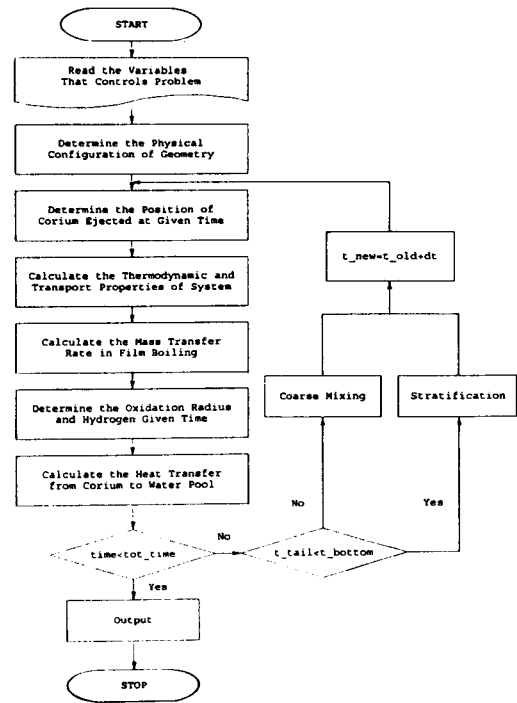 START
Read the Variables
That Controls Problem
Determine the Physical
Configuration of Geometry
Determine the Position of
Corium Ejected at Given Time
Calculate the Thermodynamic and
Transport Properties of System
Calculate the Mass Transfer
Rate in Film Boiling
Determine the Oxidation Radius
and Hydrogen Given Time
Calculate the Heat Transfer
from Corium to Water Pool
time<tot_time
No
t_tail<t_bottom
No
Yes
Coarse Mixing
Stratification
t_new=t_old+dt
Yes
Output
STOP